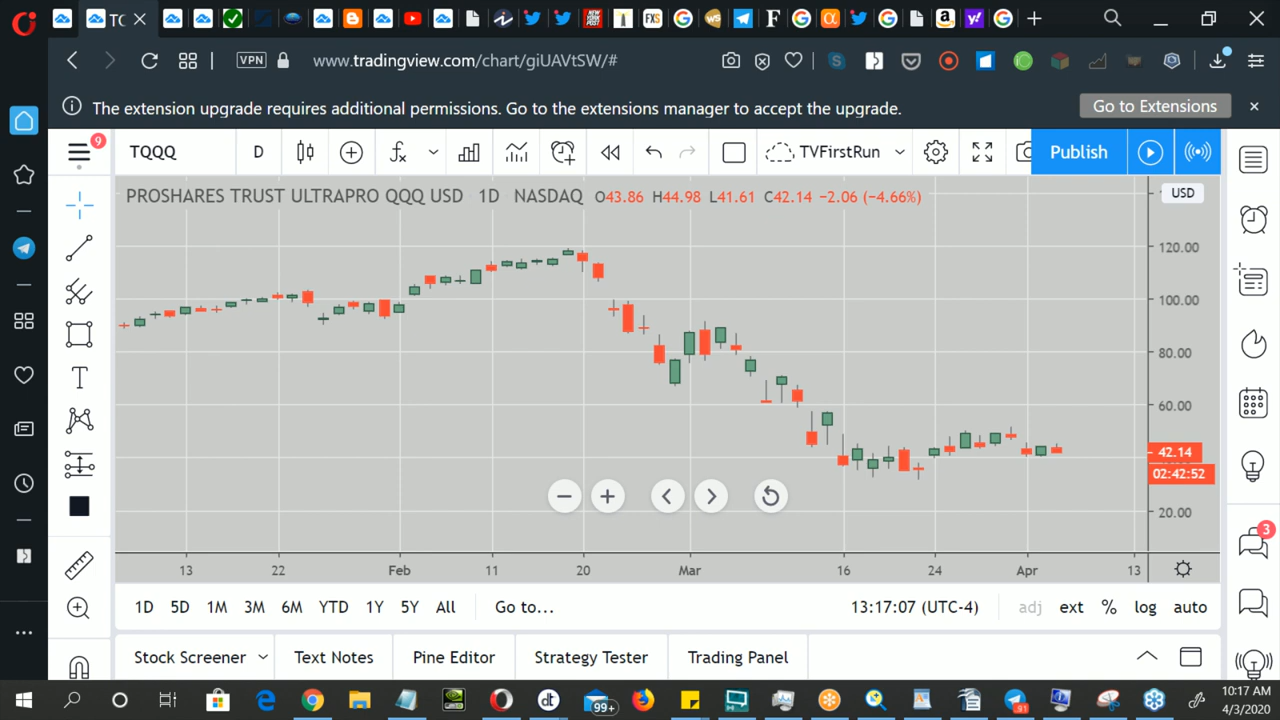 TC
VPN
www.tradingview.com/chart/giUAVtSW/#
The extension upgrade requires additional permissions. Go to the extensions manager to accept the upgrade.
Go to Extensions
9
TQQQ
D
TVFirstRun
Publish
PROSHARES TRUST ULTRAPRO QQQ USD 1D NASDAQ O43.86 H44.98 L41.61 C42.14 −2.06 (−4.66%)
USD
120.00
100.00
80.00
60.00
42.14
02:42:52
20.00
13 22 Feb 11 20 Mar 16 24 Apr 13
3
1D 5D 1M 3M 6M YTD 1Y 5Y All Go to... 13:17:07 (UTC-4) adj ext % log auto
Stock Screener Text Notes Pine Editor Strategy Tester Trading Panel
99+
dt
91
10:17 AM
4/3/2020